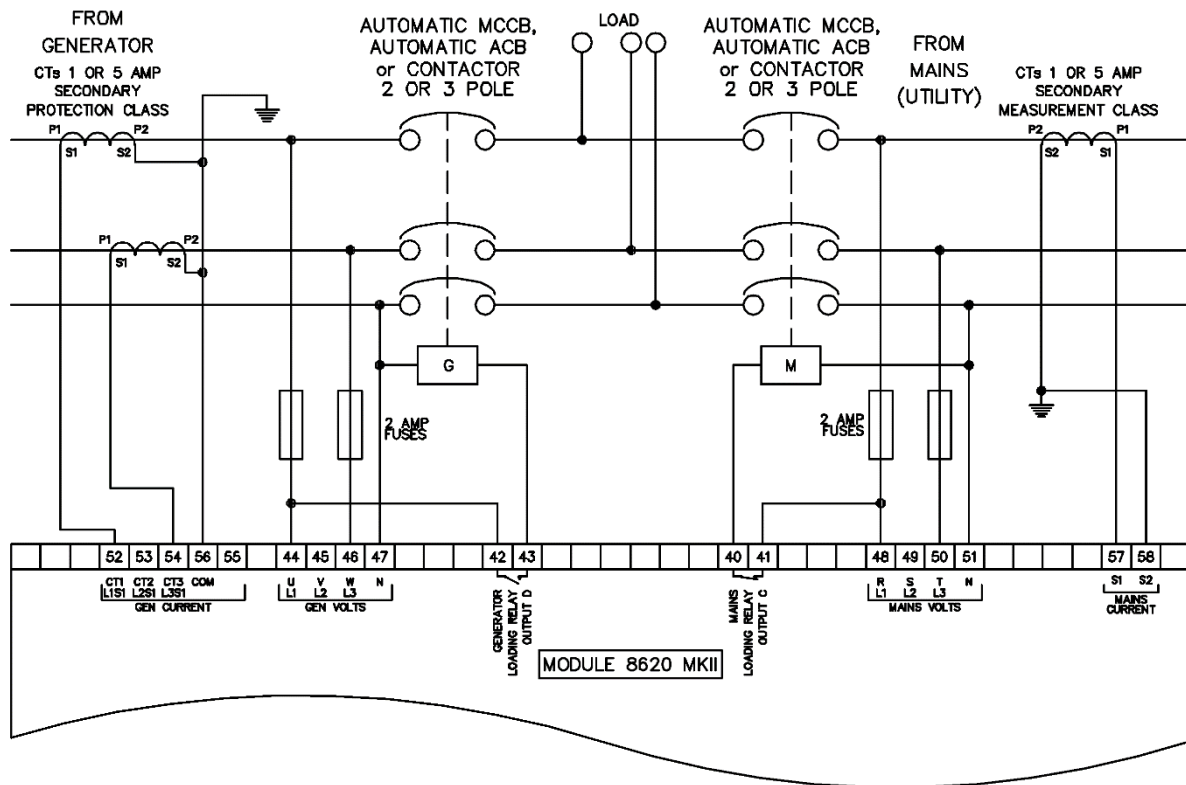 FROM
GENERATOR
CTs 1 OR 5 AMP
SECONDARY
PROTECTION CLASS
AUTOMATIC MCCB,
AUTOMATIC ACB
or CONTACTOR
2 OR 3 POLE
LOAD
AUTOMATIC MCCB,
AUTOMATIC ACB
or CONTACTOR
2 OR 3 POLE
FROM
MAINS
(UTILITY)
CTs 1 OR 5 AMP
SECONDARY
MEASUREMENT CLASS
P1 P2
S1 S2
P2 P1
S2 S1
P1 P2
S1 S2
G
M
2 AMP
FUSES
2 AMP
FUSES
52 53 54 56 55 44 45 46 47 42 43 40 41 48 49 50 51 57 58
CT1 CT2 CT3 COM
L1S1 L2S1 L3S1
GEN CURRENT
U V W N
L1 L2 L3
GEN VOLTS
GENERATOR
LOADING RELAY
OUTPUT D
MAINS
LOADING RELAY
OUTPUT C
R S T N
L1 L2 L3
MAINS VOLTS
S1 S2
MAINS
CURRENT
MODULE 8620 MKII